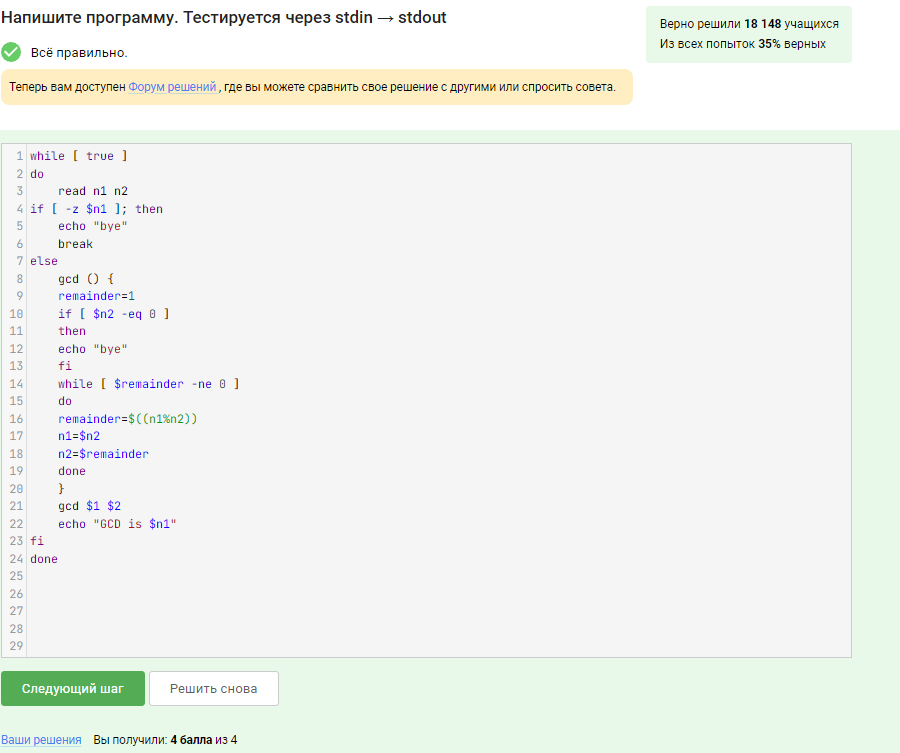 Напишите программу. Тестируется через stdin → stdout
Верно решили 18 148 учащихся
Из всех попыток 35% верных
Всё правильно.
Теперь вам доступен Форум решений, где вы можете сравнить свое решение с другими или спросить совета.
1 while [ true ]
2 do
3     read n1 n2
4 if [ -z $n1 ]; then
5     echo "bye"
6     break
7 else
8     gcd () {
9     remainder=1
10     if [ $n2 -eq 0 ]
11     then
12     echo "bye"
13     fi
14     while [ $remainder -ne 0 ]
15     do
16     remainder=$((n1%n2))
17     n1=$n2
18     n2=$remainder
19     done
20     }
21     gcd $1 $2
22     echo "GCD is $n1"
23 fi
24 done
25
26
27
28
29
Следующий шаг
Решить снова
Ваши решения Вы получили: 4 балла из 4